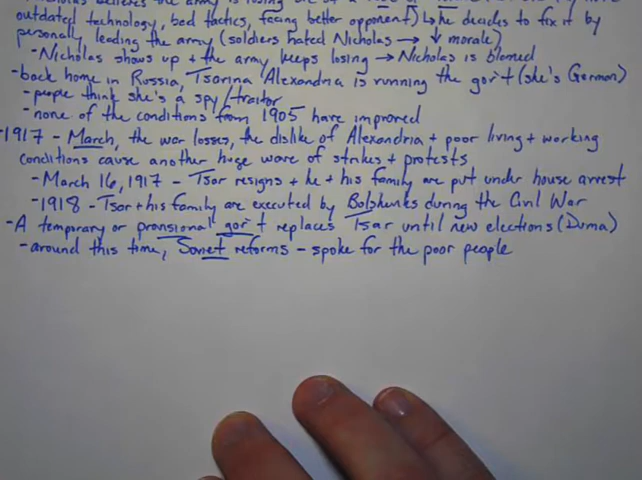 outdated technology, bad tactics, facing better opponent) ↳ he decides to fix it by
personally leading the army (soldiers hated Nicholas → ↓ morale)
- Nicholas shows up + the army keeps losing → Nicholas is blamed
- back home in Russia, Tsarina Alexandria is running the gov't (she's German)
- people think she's a spy/traitor
- none of the conditions from 1905 have improved
- 1917 - March, the war losses, the dislike of Alexandria + poor living + working
conditions cause another huge wave of strikes + protests
- March 16, 1917 - Tsar resigns + he + his family are put under house arrest
- 1918 - Tsar + his family are executed by Bolsheviks during the Civil War
- A temporary or provisional gov't replaces Tsar until new elections (Duma)
- around this time, Soviet reforms - spoke for the poor people